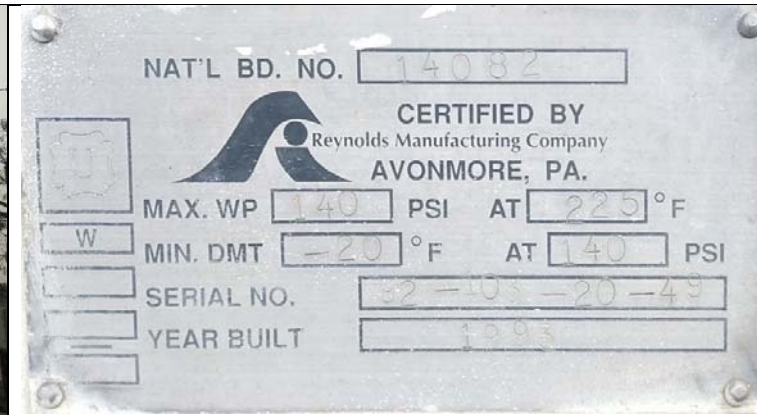 NAT'L BD. NO. 14082
CERTIFIED BY
Reynolds Manufacturing Company
AVONMORE, PA.
MAX. WP 140 PSI AT 225°F
W
MIN. DMT -20°F AT 140 PSI
SERIAL NO.
YEAR BUILT 1993